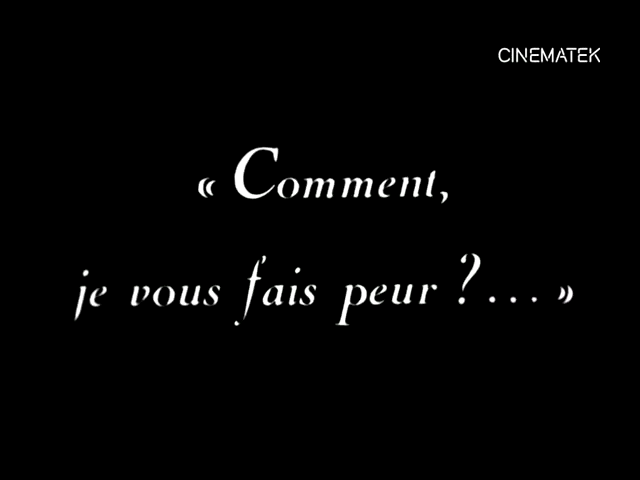 CINEMATEK
« Comment,
je vous fais peur ?... »